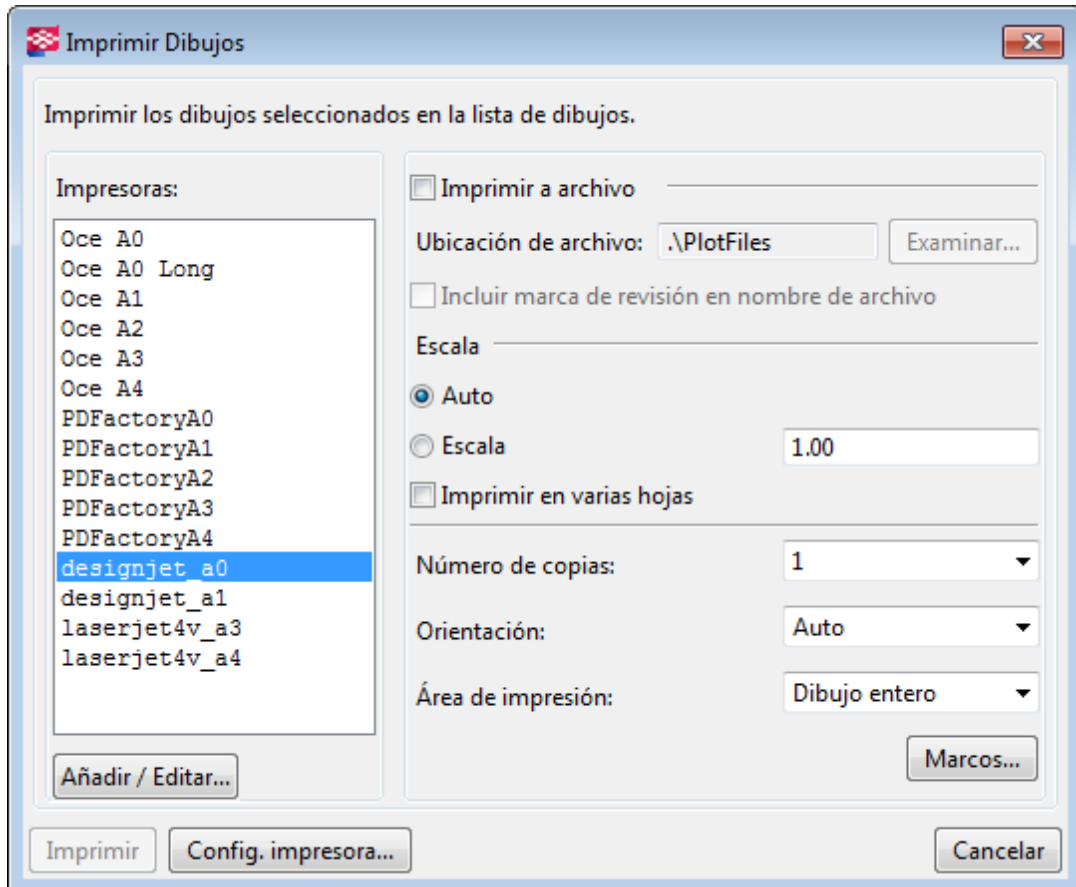 Imprimir Dibujos
Imprimir los dibujos seleccionados en la lista de dibujos.
Impresoras:
Oce A0
Oce A0 Long
Oce A1
Oce A2
Oce A3
Oce A4
PDFactoryA0
PDFactoryA1
PDFactoryA2
PDFactoryA3
PDFactoryA4
designjet_a0
designjet_a1
laserjet4v_a3
laserjet4v_a4
Añadir / Editar...
Imprimir a archivo
Ubicación de archivo: .\PlotFiles Examinar...
Incluir marca de revisión en nombre de archivo
Escala
Auto
Escala 1.00
Imprimir en varias hojas
Número de copias: 1
Orientación: Auto
Área de impresión: Dibujo entero
Marcos...
Imprimir Config. impresora... Cancelar